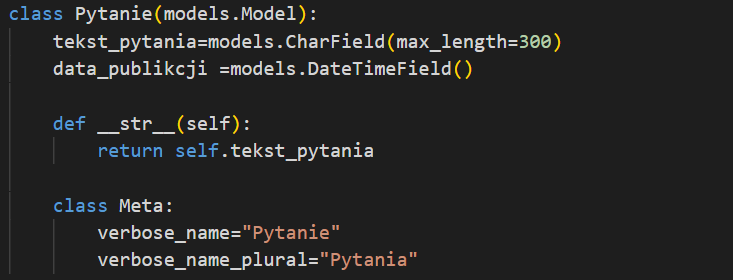 class Pytanie(models.Model):
    tekst_pytania=models.CharField(max_length=300)
    data_publikcji =models.DateTimeField()

    def __str__(self):
        return self.tekst_pytania

    class Meta:
        verbose_name="Pytanie"
        verbose_name_plural="Pytania"